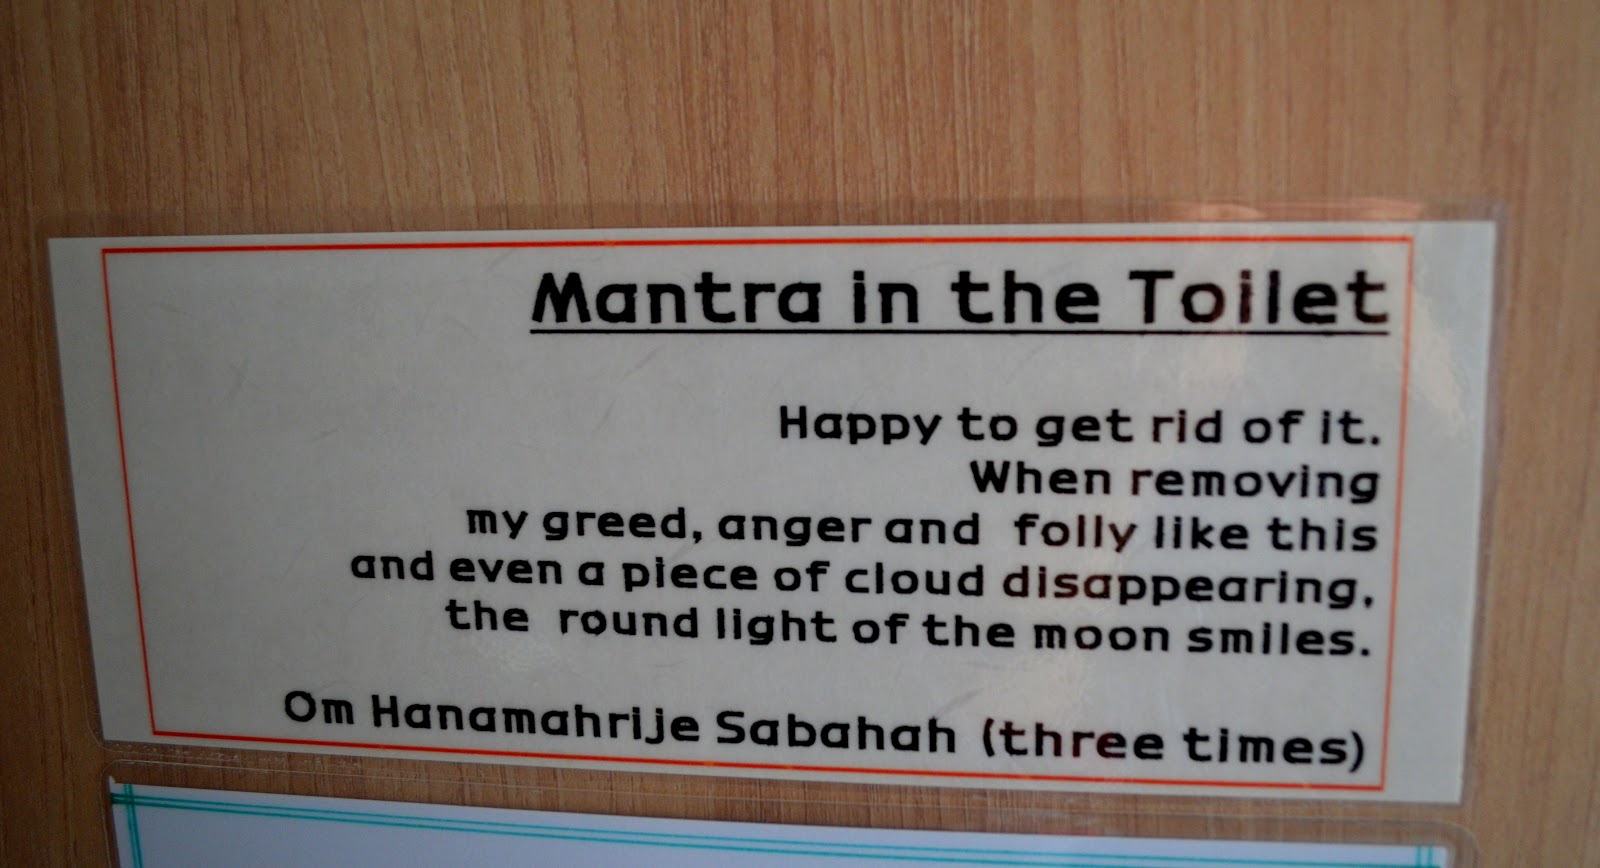 Mantra in the Toilet
Happy to get rid of it.
When removing
my greed, anger and folly like this
and even a piece of cloud disappearing,
the round light of the moon smiles.
Om Hanamahrije Sabahah (three times)